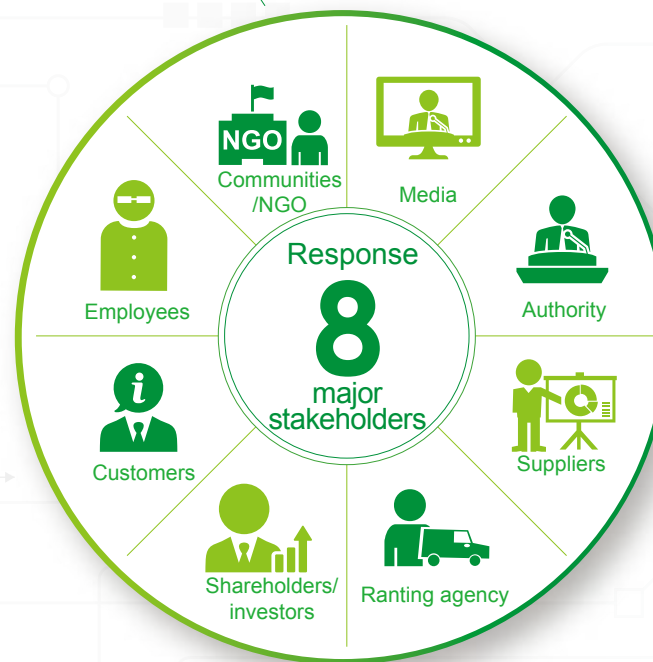 NGO
Communities
/NGO
Media
Authority
Suppliers
Ranting agency
Shareholders/
investors
Customers
Employees
Response
8
major
stakeholders